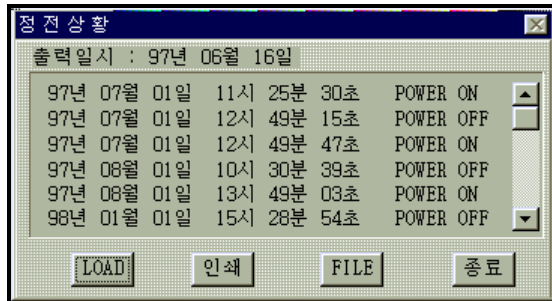 정전상황
출력일시 : 97년 06월 16일
97년 07월 01일 11시 25분 30초 POWER ON
97년 07월 01일 12시 49분 15초 POWER OFF
97년 07월 01일 12시 49분 47초 POWER ON
97년 08월 01일 10시 30분 39초 POWER OFF
97년 08월 01일 13시 49분 03초 POWER ON
98년 01월 01일 15시 28분 54초 POWER OFF
LOAD 인쇄 FILE 종료